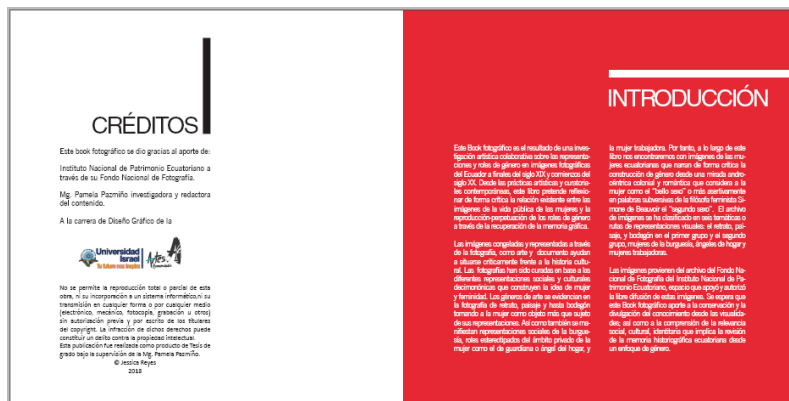 CRÉDITOS
Este book fotográfico se dio gracias al aporte de:
Instituto Nacional de Patrimonio Ecuatoriano a
través de su Fondo Nacional de Fotografía.
Mg. Pamela Pazmiño investigadora y redactora
del contenido.
A la carrera de Diseño Gráfico de la
Universidad
Israel
Artes.
No se permite la reproducción total o parcial de esta
obra, ni su incorporación a un sistema informático,ni su
transmisión en cualquier forma o por cualquier medio
(electrónico, mecánico, fotocopia, grabación u otros)
sin autorización previa y por escrito de los titulares
del copyright. La infracción de dichos derechos puede
constituir un delito contra la propiedad intelectual.
Esta publicación fue realizada como producto de Tesis de
grado bajo la supervisión de la Mg. Pamela Pazmiño.
© Jessica Reyes
2018
INTRODUCCIÓN
Este Book fotográfico es el resultado de una inves-
tigación artística colaborativa sobre las representa-
ciones y roles de género en imágenes fotográficas
del Ecuador a finales del siglo XIX y comienzos del
siglo XX. Desde las prácticas artísticas y curatoria-
les contemporáneas, este libro pretende reflexio-
nar de forma crítica la relación existente entre las
imágenes de la vida pública de las mujeres y la
reproducción-perpetuación de los roles de género
a través de la recuperación de la memoria gráfica.
Las imágenes congeladas y representadas a través
de la fotografía, como arte y documento ayudan
a situarse críticamente frente a la historia cultu-
ral. Las fotografías han sido curadas en base a las
diferentes representaciones sociales y culturales
decimonónicas que construyen la idea de mujer
y feminidad. Los géneros de arte se evidencian en
la fotografía de retrato, paisaje y hasta bodegón
tomando a la mujer como objeto más que sujeto
de sus representaciones. Así como también se ma-
nifiestan representaciones sociales de la burgue-
sía, roles estereotipados del ámbito privado de la
mujer como el de guardiana o ángel del hogar, y
la mujer trabajadora. Por tanto, a lo largo de este
libro nos encontraremos con imágenes de las mu-
jeres ecuatorianas que narran de forma crítica la
construcción de género desde una mirada andro-
céntrica colonial y romántica que considera a la
mujer como el "bello sexo" o más asertivamente
en palabras subversivas de la filósofa feminista Si-
mone de Beauvoir el "segundo sexo". El archivo
de imágenes se ha clasificado en seis temáticas o
rutas de representaciones visuales: el retrato, pai-
saje, y bodegón en el primer grupo y el segundo
grupo, mujeres de la burguesía, ángeles de hogar y
mujeres trabajadoras.
Las imágenes provienen del archivo del Fondo Na-
cional de Fotografía del Instituto Nacional de Pa-
trimonio Ecuatoriano, espacio que apoyó y autorizó
la libre difusión de estas imágenes. Se espera que
este Book fotográfico aporte a la conservación y la
divulgación del conocimiento desde las visualida-
des; así como a la comprensión de la relevancia
social, cultural, identitaria que implica la revisión
de la memoria historiográfica ecuatoriana desde
un enfoque de género.